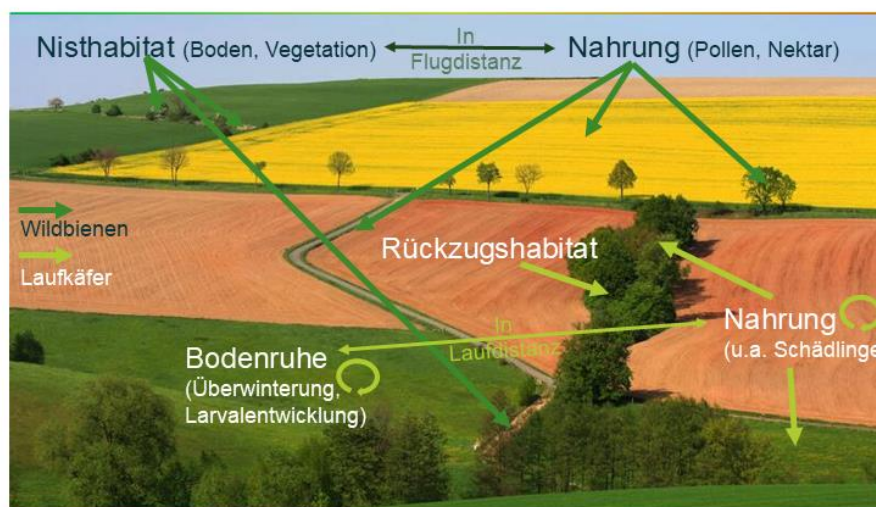 Nisthabitat (Boden, Vegetation)
In
Flugdistanz
Nahrung (Pollen, Nektar)
Wildbienen
Laufkäfer
Rückzugshabitat
In
Laufdistanz
Nahrung
(u.a. Schädlinge
Bodenruhe
(Überwinterung,
Larvalentwicklung)